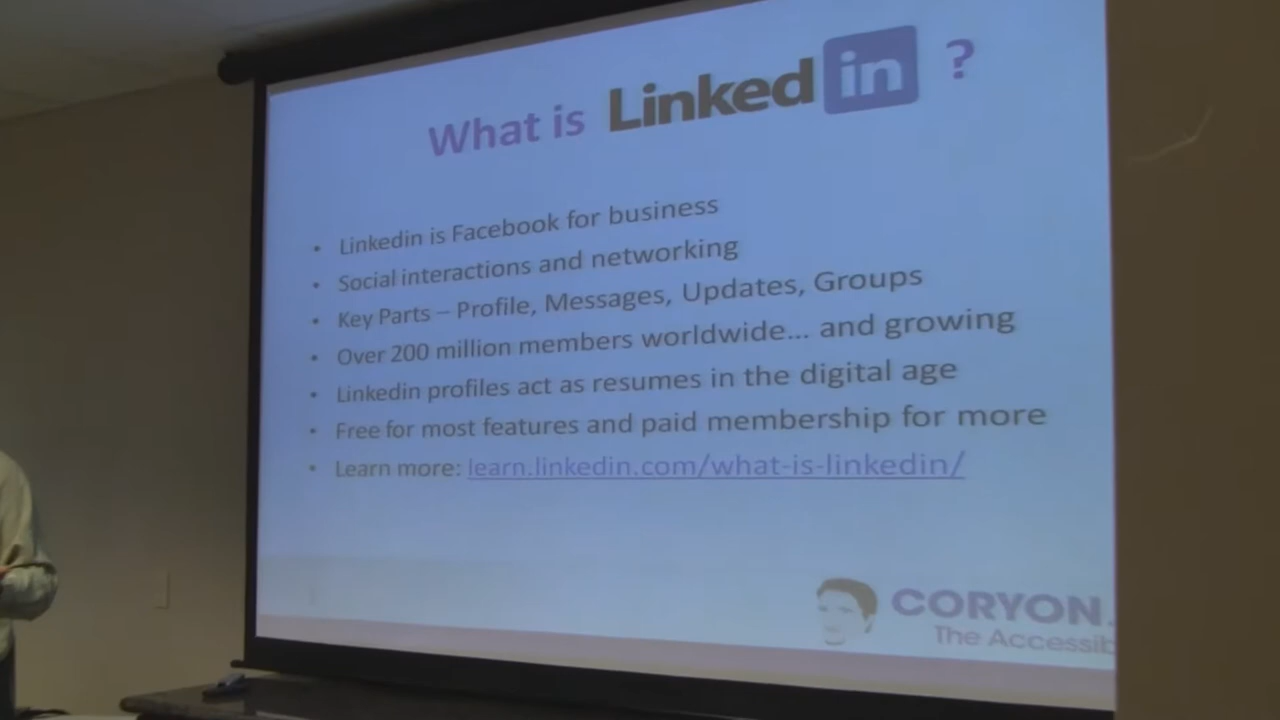 What is Linked in ?
• Linkedin is Facebook for business
• Social interactions and networking
• Key Parts – Profile, Messages, Updates, Groups
• Over 200 million members worldwide... and growing
• Linkedin profiles act as resumes in the digital age
• Free for most features and paid membership for more
• Learn more: learn.linkedin.com/what-is-linkedin/
CORYON.
The Accessib